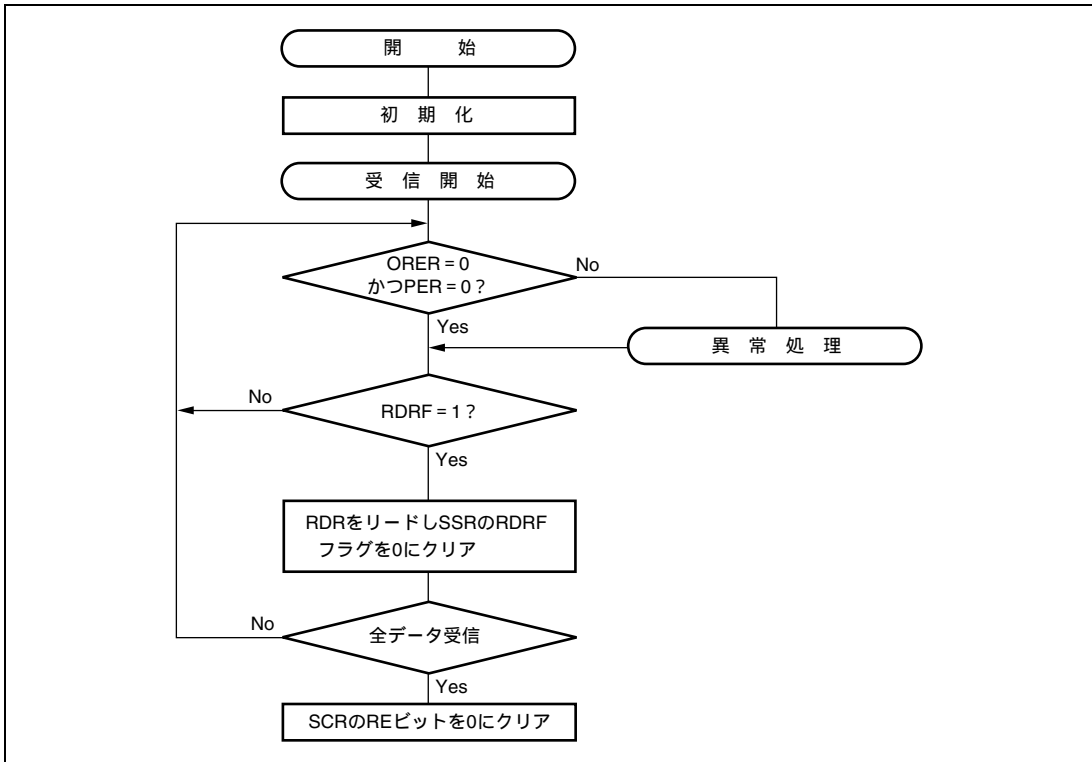 開 始
初 期 化
受 信 開 始
ORER = 0
かつPER = 0？
No
Yes
異 常 処 理
No
RDRF = 1？
Yes
RDRをリードしSSRのRDRF
フラグを0にクリア
No
全データ受信
Yes
SCRのREビットを0にクリア